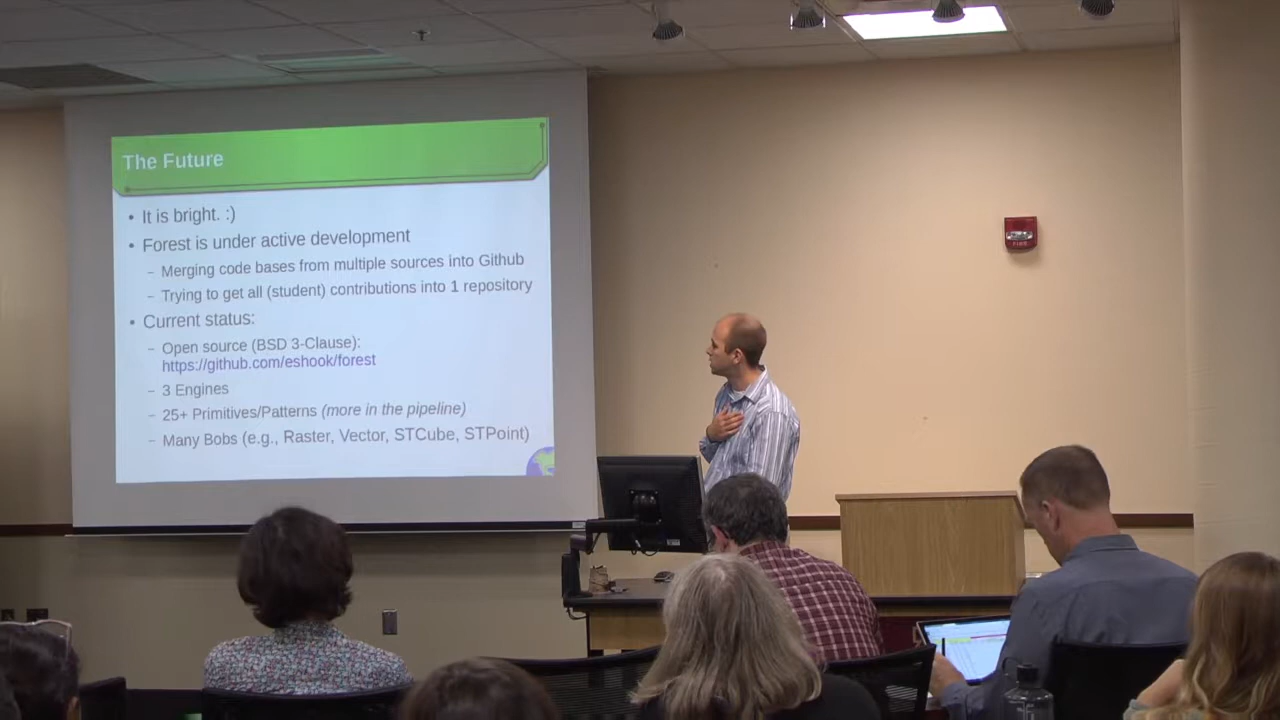 The Future
• It is bright. :)
• Forest is under active development
– Merging code bases from multiple sources into Github
– Trying to get all (student) contributions into 1 repository
• Current status:
– Open source (BSD 3-Clause):
https://github.com/eshook/forest
– 3 Engines
– 25+ Primitives/Patterns (more in the pipeline)
– Many Bobs (e.g., Raster, Vector, STCube, STPoint)
FIRE